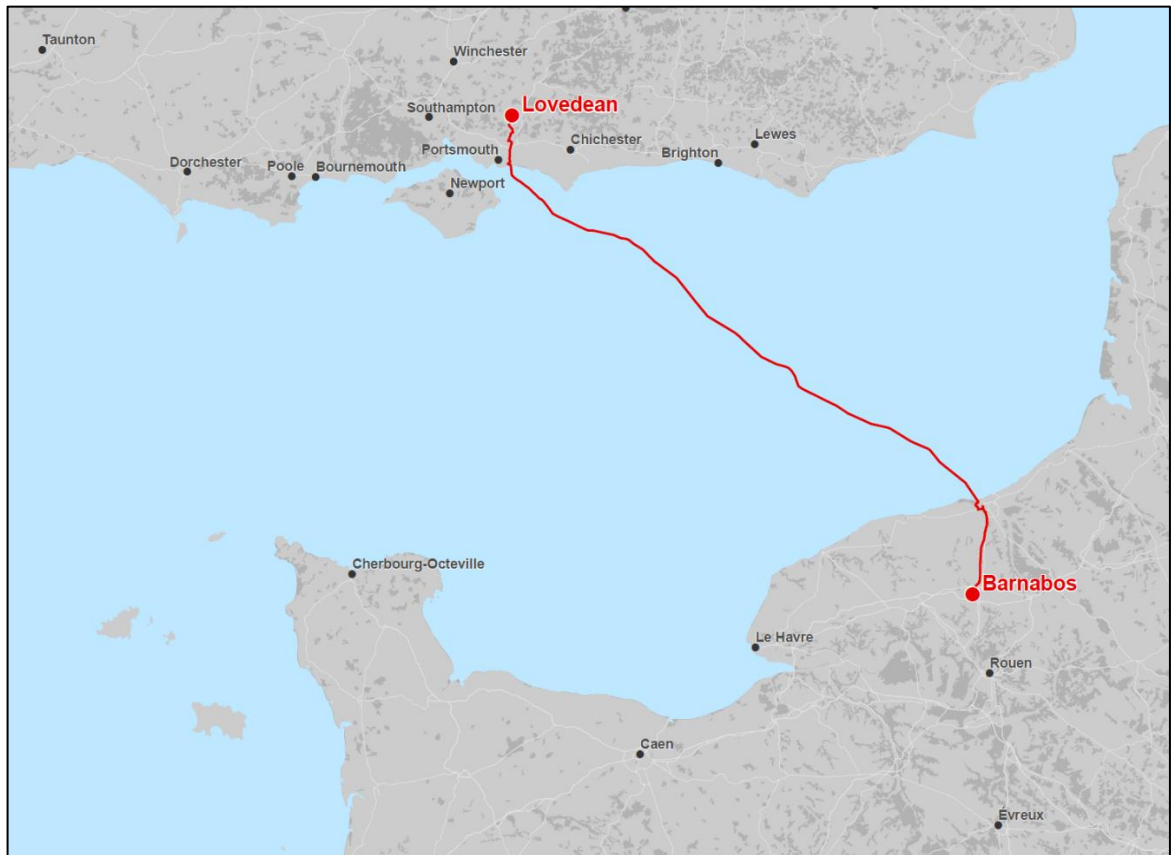 Taunton
Winchester
Southampton
Lovedean
Chichester
Lewes
Portsmouth
Brighton
Dorchester
Poole
Bournemouth
Newport
Cherbourg-Octeville
Barnabos
Le Havre
Rouen
Caen
Évreux